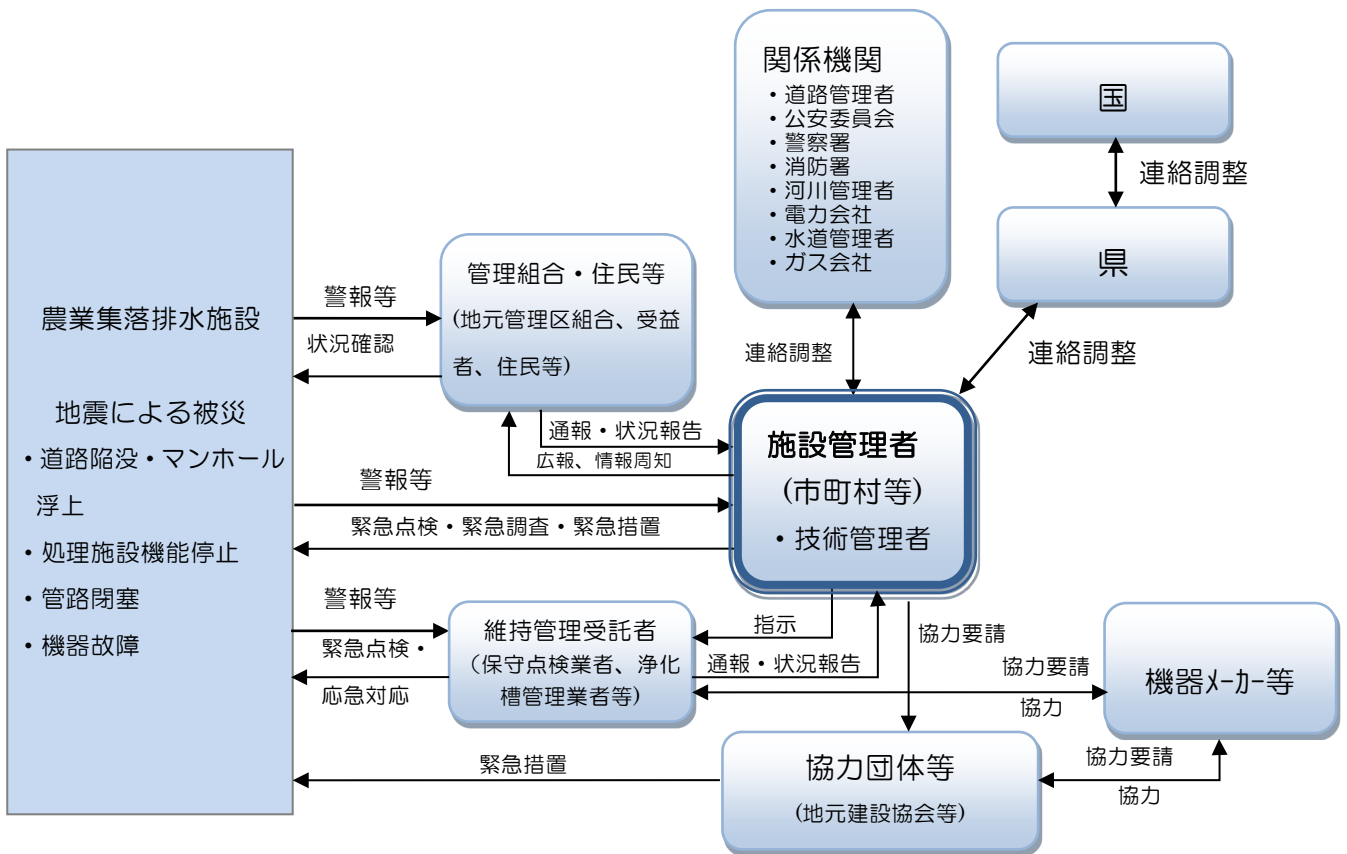 関係機関
・道路管理者
・公安委員会
・警察署
・消防署
・河川管理者
・電力会社
・水道管理者
・ガス会社
国
連絡調整
県
連絡調整
連絡調整
農業集落排水施設
地震による被災
・道路陥没・マンホール
浮上
・処理施設機能停止
・管路閉塞
・機器故障
警報等
状況確認
管理組合・住民等
(地元管理区組合、受益
者、住民等)
通報・状況報告
広報、情報周知
警報等
緊急点検・緊急調査・緊急措置
施設管理者
(市町村等)
・技術管理者
警報等
緊急点検・
応急対応
維持管理受託者
（保守点検業者、浄化
槽管理業者等)
指示
通報・状況報告
協力要請
協力要請
協力
機器ﾒｰｶｰ等
緊急措置
協力団体等
(地元建設協会等)
協力要請
協力